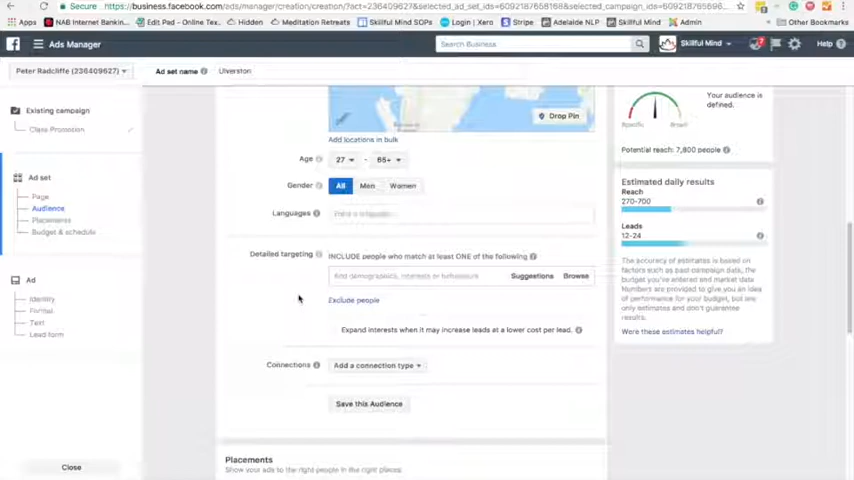 Secure https://business.facebook.com/ads/manager/creation/creation/?act=236409627&selected_ad_set_ids=6092187658168&selected_campaign_ids=609218765696...
Apps NAB Internet Bankin... Edit Pad - Online Tex... Hidden Meditation Retreats Skillful Mind SOPs Login | Xero Stripe Adelaide NLP Skillful Mind Admin Other Bookmarks
Ads Manager Search Business Skillful Mind 7 Help
Peter Radcliffe (236409627) Ad set name Ulverston
Existing campaign
Class Promotion
Ad set
Page
Audience
Placements
Budget & schedule
Ad
Identity
Format
Text
Lead form
Close
Drop Pin
Add locations in bulk
Age 27 - 65+
Gender All Men Women
Languages
Detailed targeting INCLUDE people who match at least ONE of the following
Add demographics, interests or behaviours Suggestions Browse
Exclude people
Expand interests when it may increase leads at a lower cost per lead.
Connections Add a connection type
Save this Audience
Placements
Show your ads to the right people in the right places.
Your audience is
defined.
Specific Broad
Potential reach: 7,800 people
Estimated daily results
Reach
270-700
Leads
12-24
The accuracy of estimates is based on
factors such as past campaign data, the
budget you've entered and market data.
Numbers are provided to give you an idea
of performance for your budget, but are
only estimates and don't guarantee
results.
Were these estimates helpful?